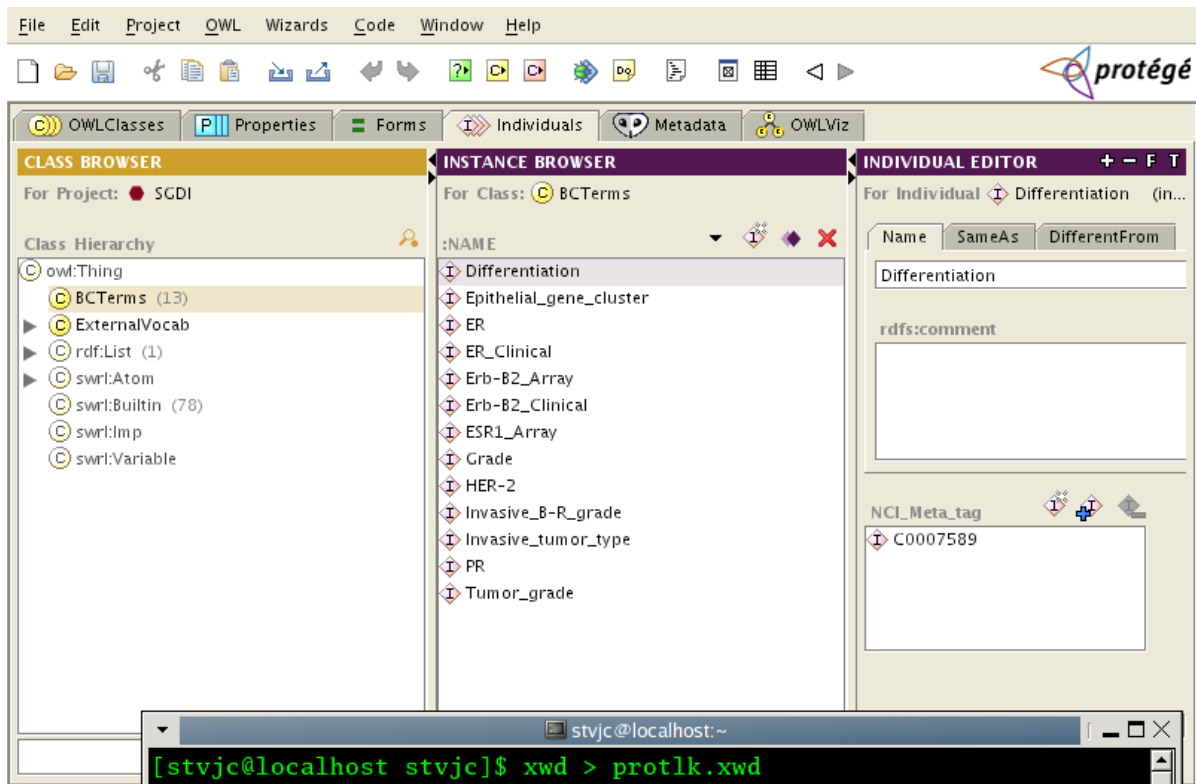 File Edit Project OWL Wizards Code Window Help
protégé
OWLClasses Properties Forms Individuals Metadata OWLViz
CLASS BROWSER
For Project: SGDI
Class Hierarchy
owl:Thing
BCTerms (13)
ExternalVocab
rdf:List (1)
swrl:Atom
swrl:Builtin (78)
swrl:Imp
swrl:Variable
INSTANCE BROWSER
For Class: BCTerms
:NAME
Differentiation
Epithelial_gene_cluster
ER
ER_Clinical
Erb-B2_Array
Erb-B2_Clinical
ESR1_Array
Grade
HER-2
Invasive_B-R_grade
Invasive_tumor_type
PR
Tumor_grade
INDIVIDUAL EDITOR + − F T
For Individual Differentiation (in...
Name SameAs DifferentFrom
Differentiation
rdfs:comment
NCI_Meta_tag
C0007589
stvjc@localhost:~
[stvjc@localhost stvjc]$ xwd > protlk.xwd